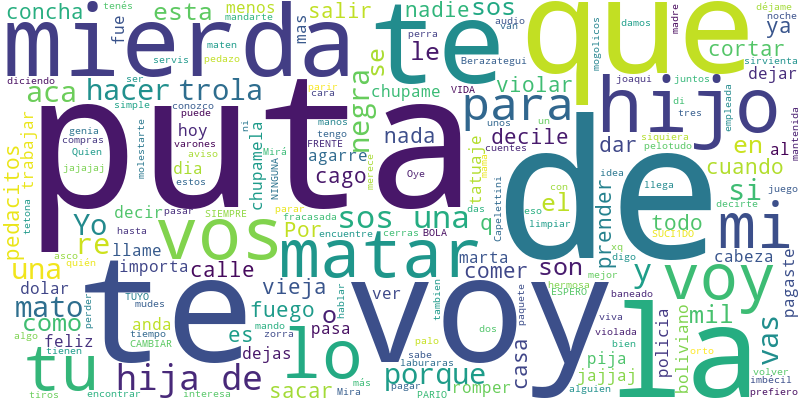 concha
mierda
te
que
esta
fue
menos
mandarte
tenés
salir
mas
nadie
sos
audio
van
madre
déjame
noche
ya
cortar
diciendo
ser
servis
maten
pedazo
perra
Berazategui
mogolicos
damos
sirvienta
dejar
aca
hacer
trola
parir
cara
se
le
chupame
VIDA
violar
joaqui
juntos
hijo
empleada
mantenida
puta
negra
para
genia
compras
simple
conozco
puede
molestarte
hoy
varones
ni
manos
tengo
FRENTE
agarre
nada
unos
un
decile
cuentes
dar
siquiera
pelotudo
di
tres
en
al
Quien
jajajaj
aviso
estos
dia
chupamela
NINGUNA
Mirá
cago
merece
Oye
mamá
tatuaje
de
idea
llega
cuando
si
juego
pedacitos
trabajar
tetona
decir
pasar
SIEMPRE
parar
fracasada
sos una
das
q
Capelettini
eso
el
con
limpiar
prender
todo
decirte
mi
Yo
re
vos
hasta
Por
encuentre
cerras
BOLA
matar
xq
digo
SUCITDO
mejor
cabeza
asco
quién
llame
importa
calle
vieja
marta
comer
son
y
voy
una
dolar
te voy
TUYO
mudes
fuego
o
ver
hablar
tambien
hermosa
ESPERO
baneado
mil
pagaste
mato
como
algo
feliz
perder
anda
tiempo
CAMBIAR
es
mando
pasa
dos
paquete
casa
viva
violada
policia
boliviano
vas
tu
tienen
dejas
zorra
lo
palo
sabe
laburaras
porque
bien
pija
jajjaj
la
orto
volver
imbécil
tiros
encontrar
hija de
interesa
sacar
Mira
más
pagar
PARIO
romper
alguien
prefiero